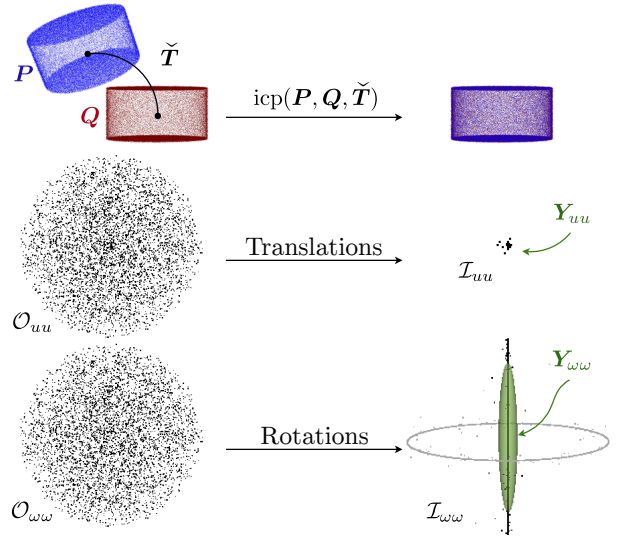 Ť
P
Q
icp(P, Q, Ť)
Y_uu
Translations
I_uu
O_uu
Y_ωω
Rotations
O_ωω
I_ωω